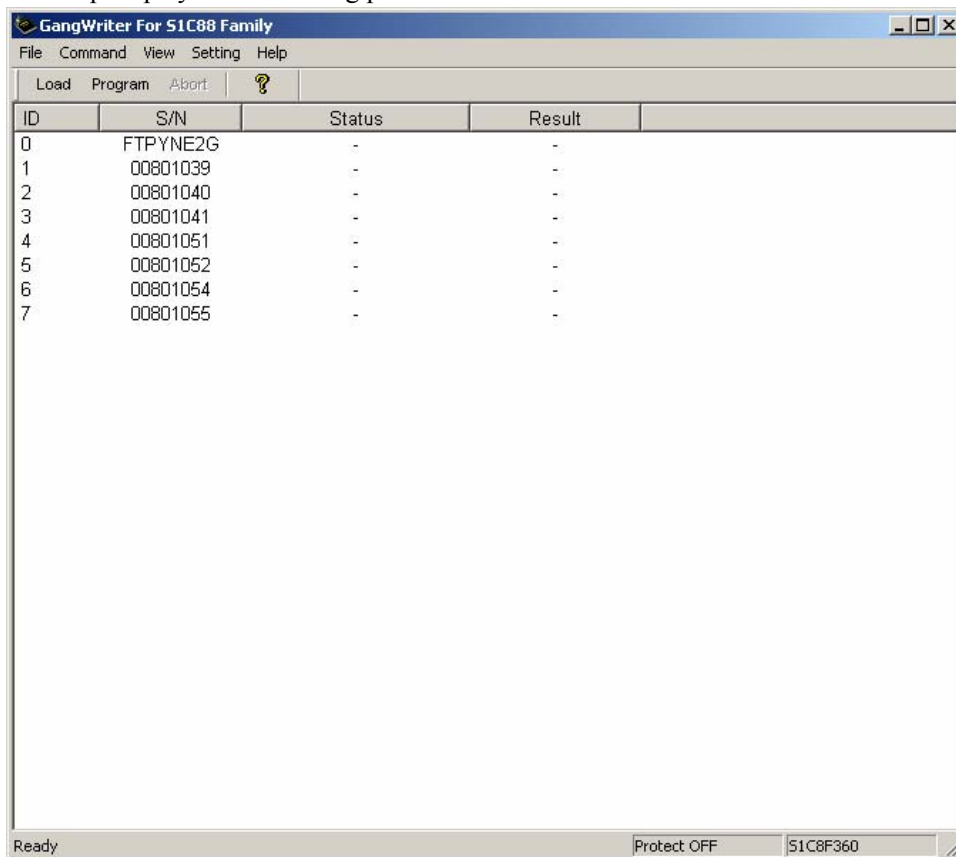 GangWriter For S1C88 Family
File Command View Setting Help
Load Program Abort
ID S/N Status Result
0 FTPYNE2G - -
1 00801039 - -
2 00801040 - -
3 00801041 - -
4 00801051 - -
5 00801052 - -
6 00801054 - -
7 00801055 - -
Ready Protect OFF S1C8F360